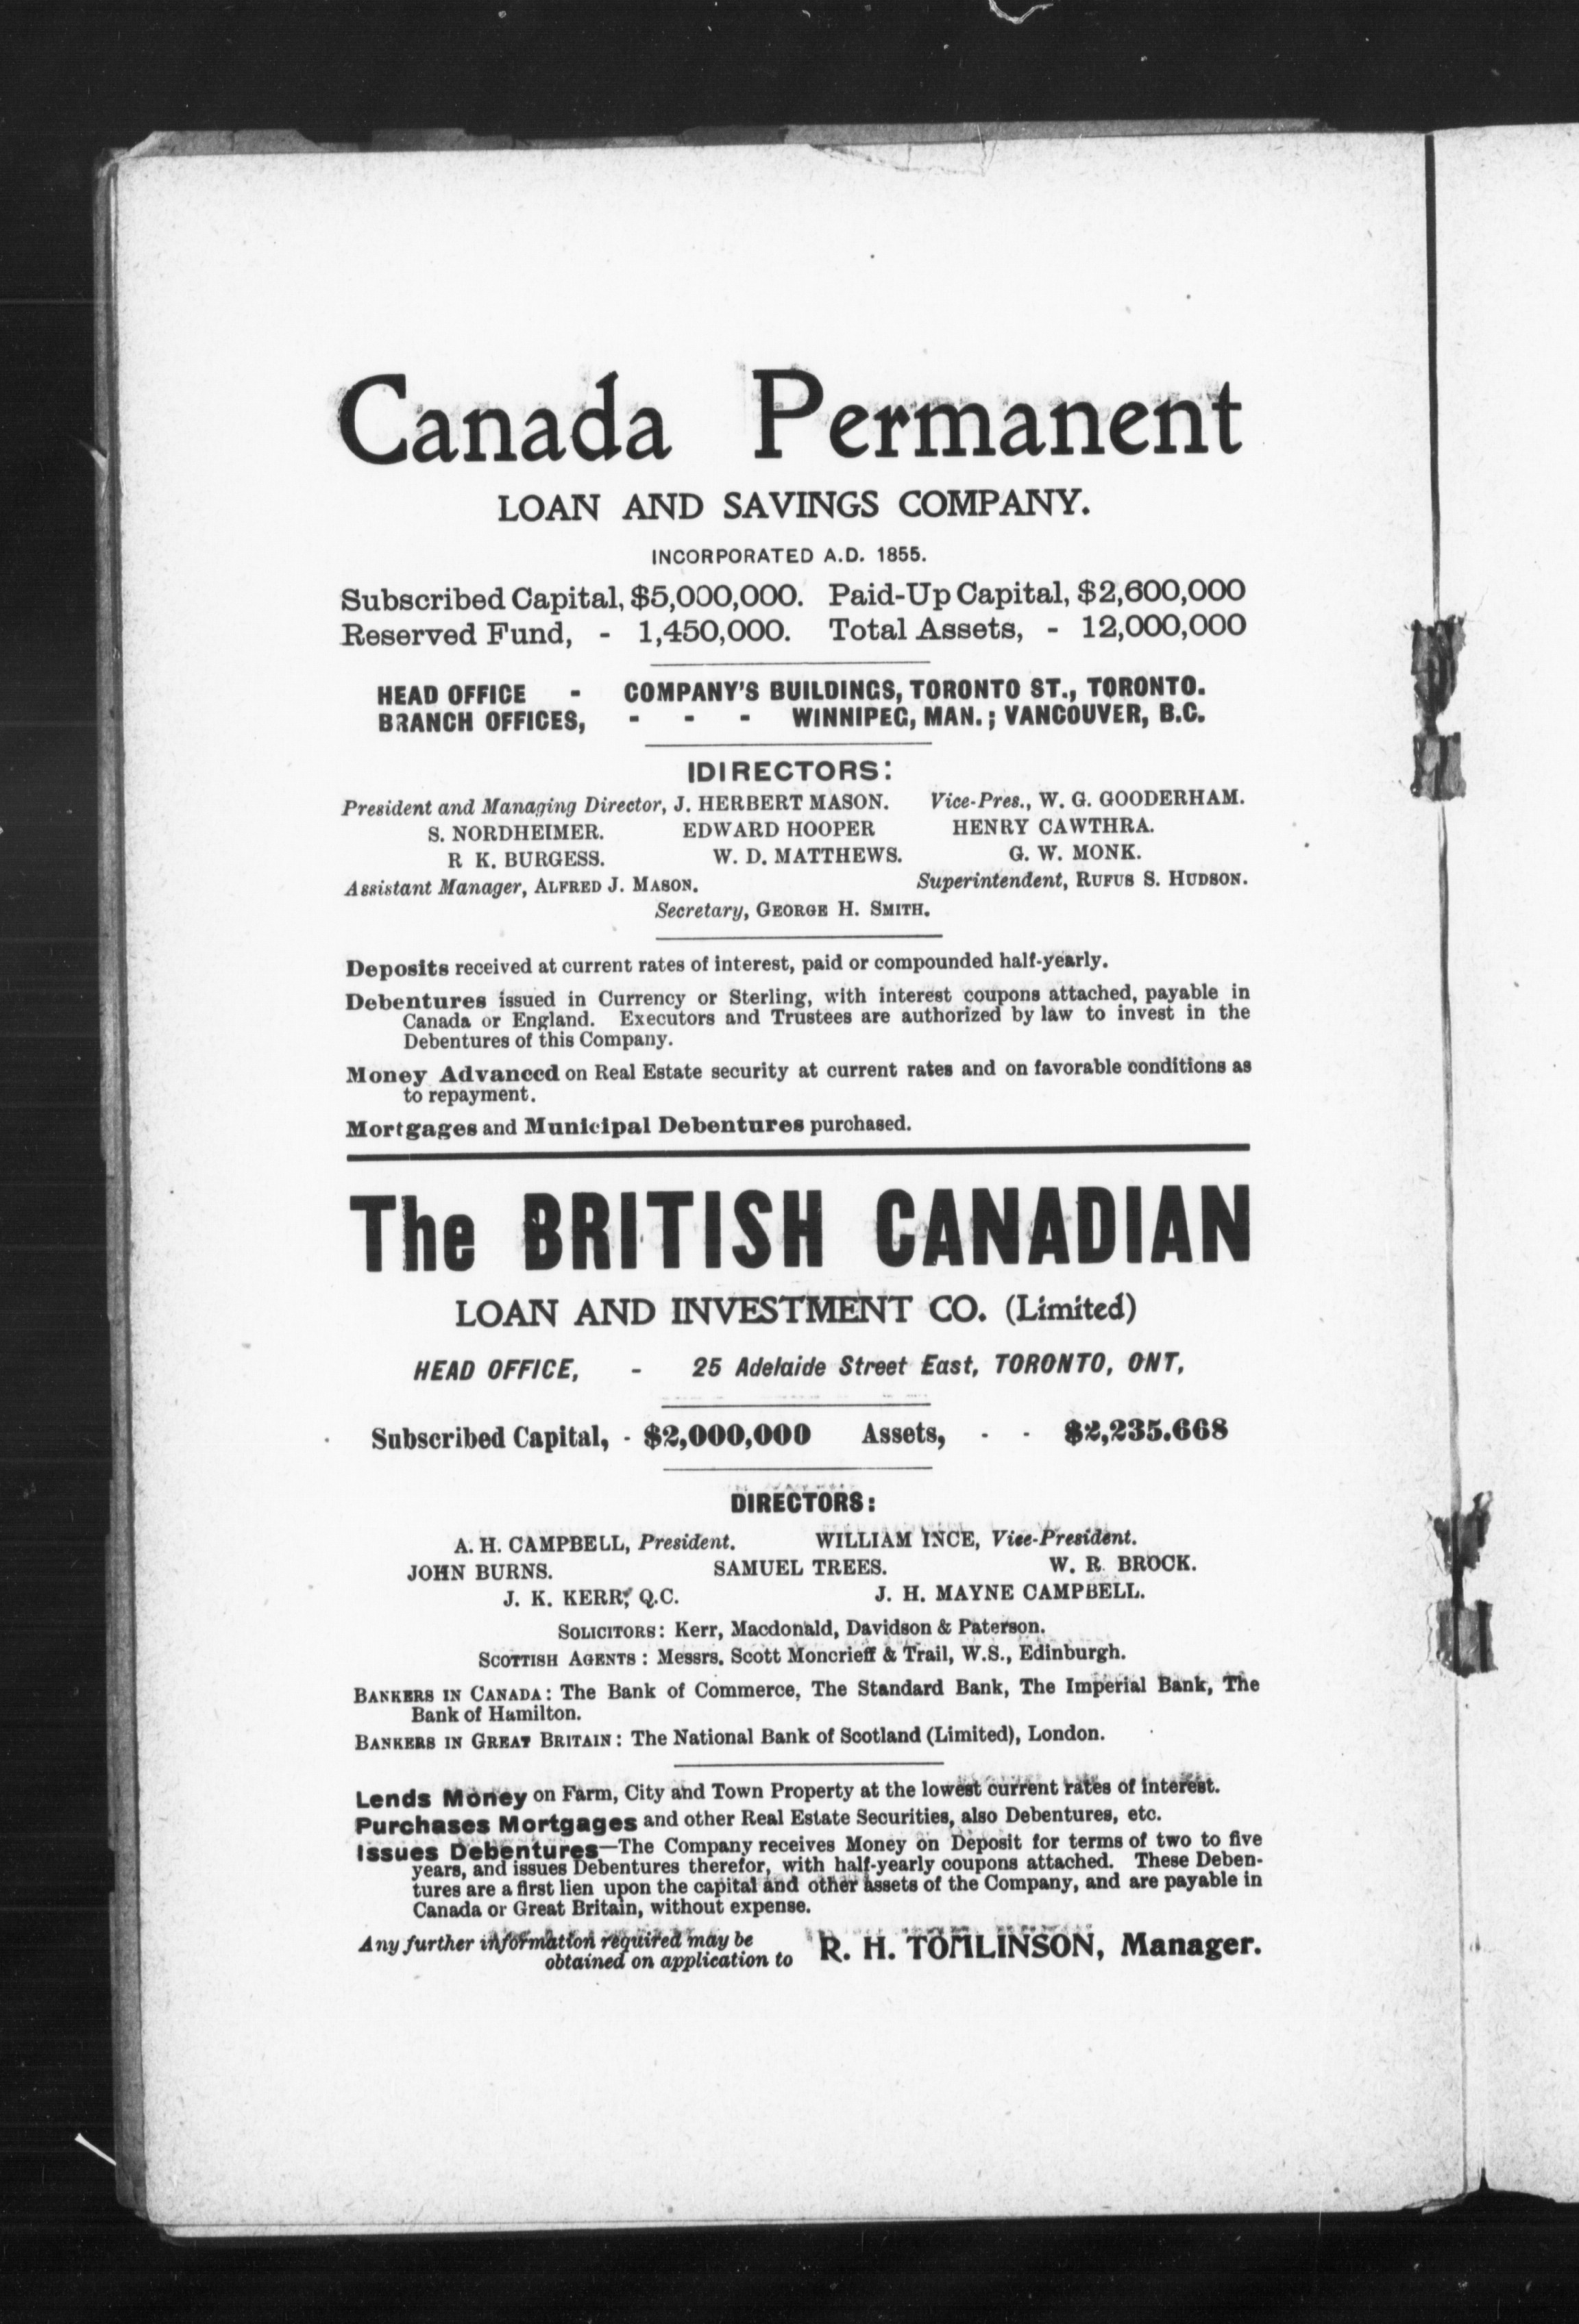 Canada Permanent
LOAN AND SAVINGS COMPANY.
INCORPORATED A.D. 1855.
Subscribed Capital, $5,000,000. Paid-Up Capital, $2,600,000
Reserved Fund, - 1,450,000. Total Assets, - 12,000,000
HEAD OFFICE - COMPANY'S BUILDINGS, TORONTO ST., TORONTO.
BRANCH OFFICES, - - - WINNIPEG, MAN.; VANCOUVER, B.C.
DIRECTORS:
President and Managing Director, J. HERBERT MASON. Vice-Pres., W. G. GOODERHAM.
S. NORDHEIMER. EDWARD HOOPER HENRY CAWTHRA.
R K. BURGESS. W. D. MATTHEWS. G. W. MONK.
Assistant Manager, ALFRED J. MASON. Superintendent, RUFUS S. HUDSON.
Secretary, GEORGE H. SMITH.
Deposits received at current rates of interest, paid or compounded half-yearly.
Debentures issued in Currency or Sterling, with interest coupons attached, payable in
Canada or England. Executors and Trustees are authorized by law to invest in the
Debentures of this Company.
Money Advanced on Real Estate security at current rates and on favorable conditions as
to repayment.
Mortgages and Municipal Debentures purchased.
The BRITISH CANADIAN
LOAN AND INVESTMENT CO. (Limited)
HEAD OFFICE, - 25 Adelaide Street East, TORONTO, ONT,
Subscribed Capital, - $2,000,000 Assets, - - $2,235.668
DIRECTORS:
A. H. CAMPBELL, President. WILLIAM INCE, Vice-President.
JOHN BURNS. SAMUEL TREES. W. R. BROCK.
J. K. KERR, Q.C. J. H. MAYNE CAMPBELL.
SOLICITORS: Kerr, Macdonald, Davidson & Paterson.
SCOTTISH AGENTS: Messrs. Scott Moncrieff & Trail, W.S., Edinburgh.
BANKERS IN CANADA: The Bank of Commerce, The Standard Bank, The Imperial Bank, The
Bank of Hamilton.
BANKERS IN GREAT BRITAIN: The National Bank of Scotland (Limited), London.
Lends Money on Farm, City and Town Property at the lowest current rates of interest.
Purchases Mortgages and other Real Estate Securities, also Debentures, etc.
Issues Debentures—The Company receives Money on Deposit for terms of two to five
years, and issues Debentures therefor, with half-yearly coupons attached. These Deben-
tures are a first lien upon the capital and other assets of the Company, and are payable in
Canada or Great Britain, without expense.
Any further information required may be
obtained on application to R. H. TOMLINSON, Manager.